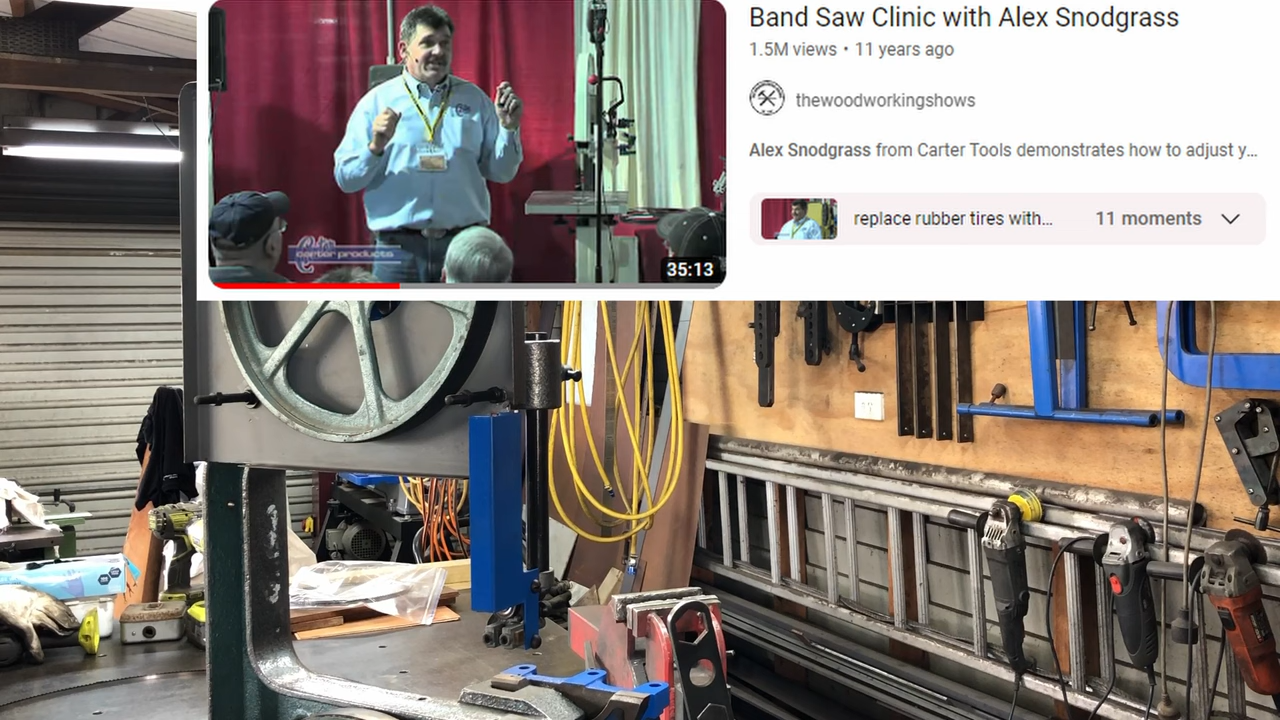 Band Saw Clinic with Alex Snodgrass
1.5M views • 11 years ago
thewoodworkingshows
Alex Snodgrass from Carter Tools demonstrates how to adjust y...
replace rubber tires with...
11 moments
carter products
35:13